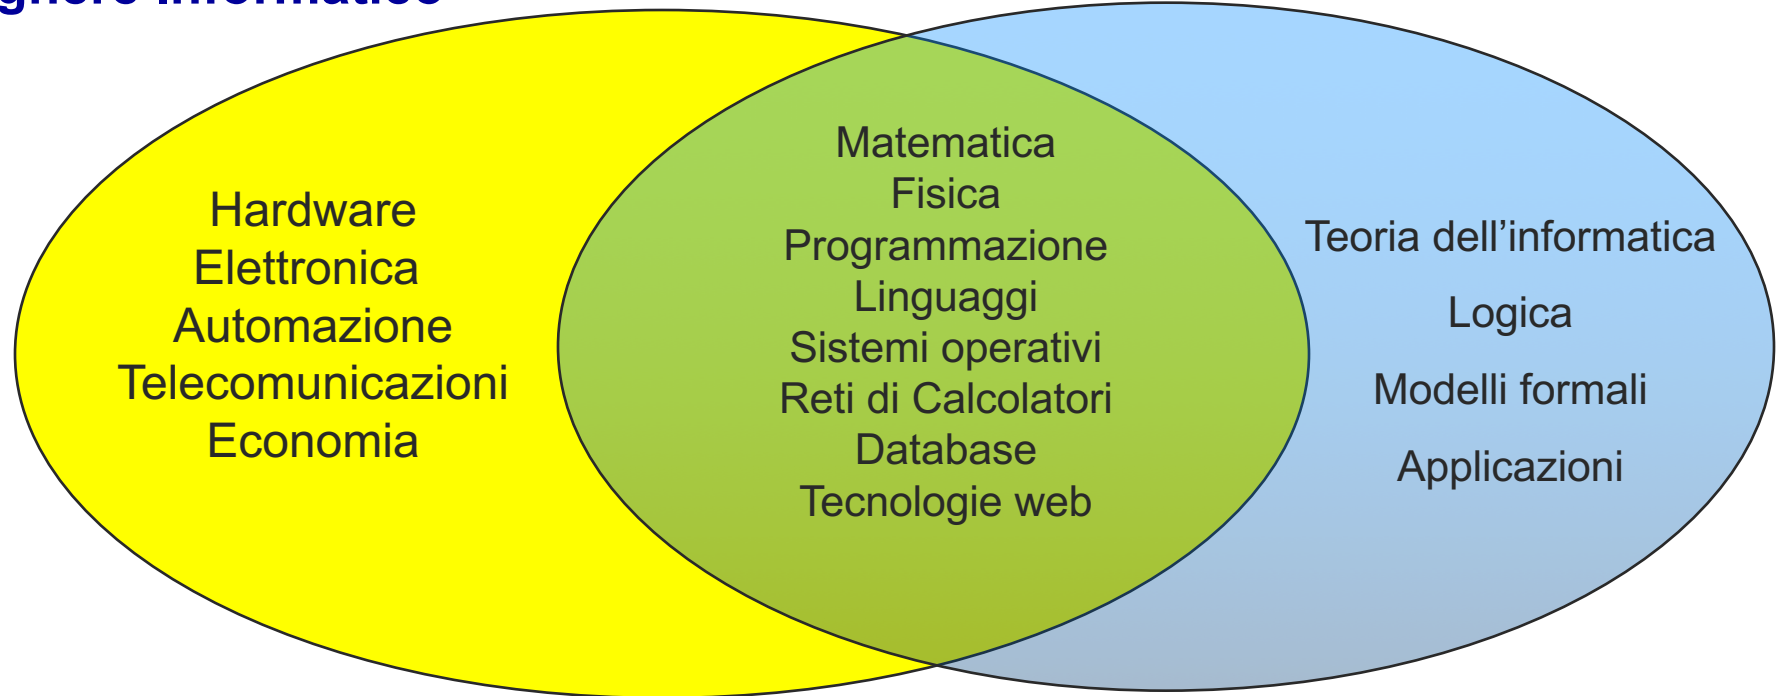 Informatico
Hardware
Elettronica
Automazione
Telecomunicazioni
Economia
Matematica
Fisica
Programmazione
Linguaggi
Sistemi operativi
Reti di Calcolatori
Database
Tecnologie web
Teoria dell’informatica
Logica
Modelli formali
Applicazioni